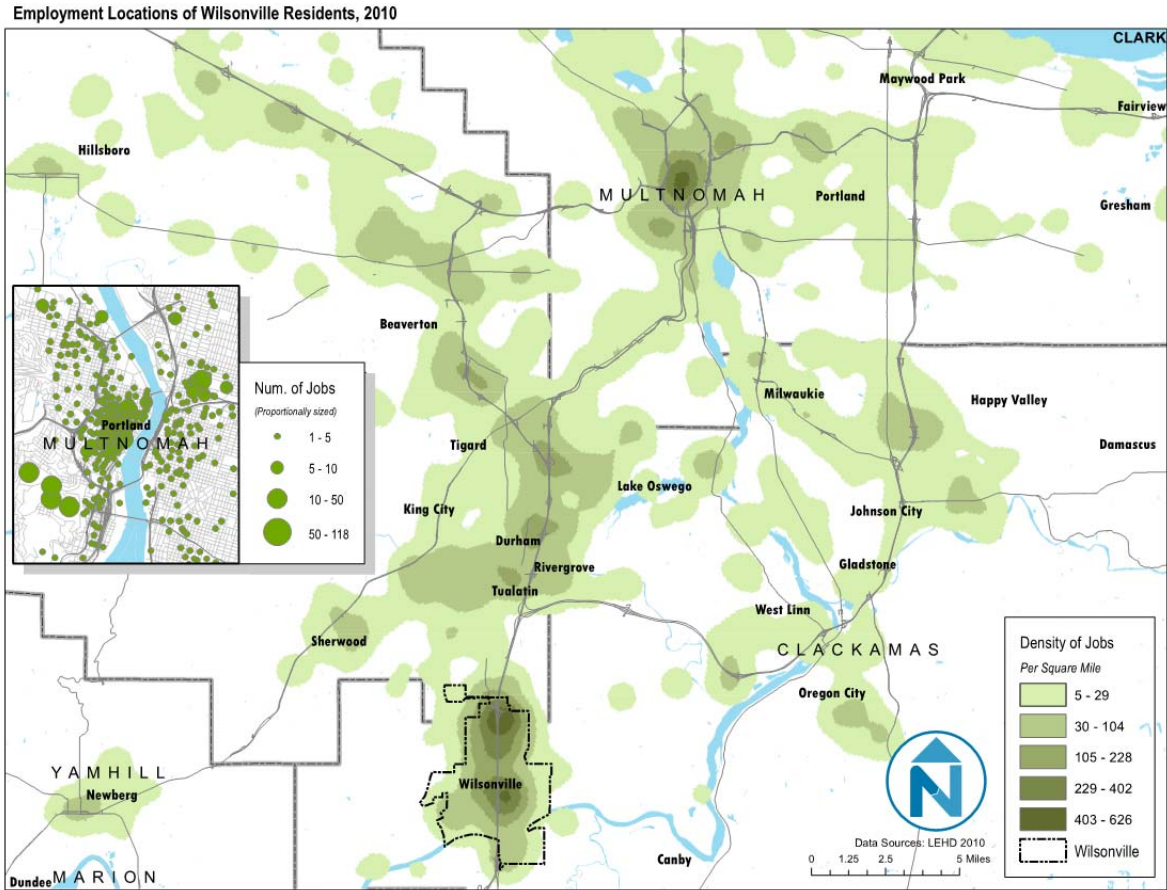 Employment Locations of Wilsonville Residents, 2010
CLARK
Maywood Park
Fairview
Hillsboro
MULTNOMAH
Portland
Gresham
Beaverton
Num. of Jobs
(Proportionally sized)
1 - 5
5 - 10
10 - 50
50 - 118
Portland
MULTNOMAH
Milwaukie
Happy Valley
Damascus
Tigard
Lake Oswego
King City
Johnson City
Durham
Rivergrove
Gladstone
Tualatin
West Linn
Sherwood
CLACKAMAS
Oregon City
Density of Jobs
Per Square Mile
5 - 29
30 - 104
105 - 228
229 - 402
403 - 626
Wilsonville
YAMHILL
Newberg
Wilsonville
N
Data Sources: LEHD 2010
0 1.25 2.5 5 Miles
Canby
Dundee
MARION